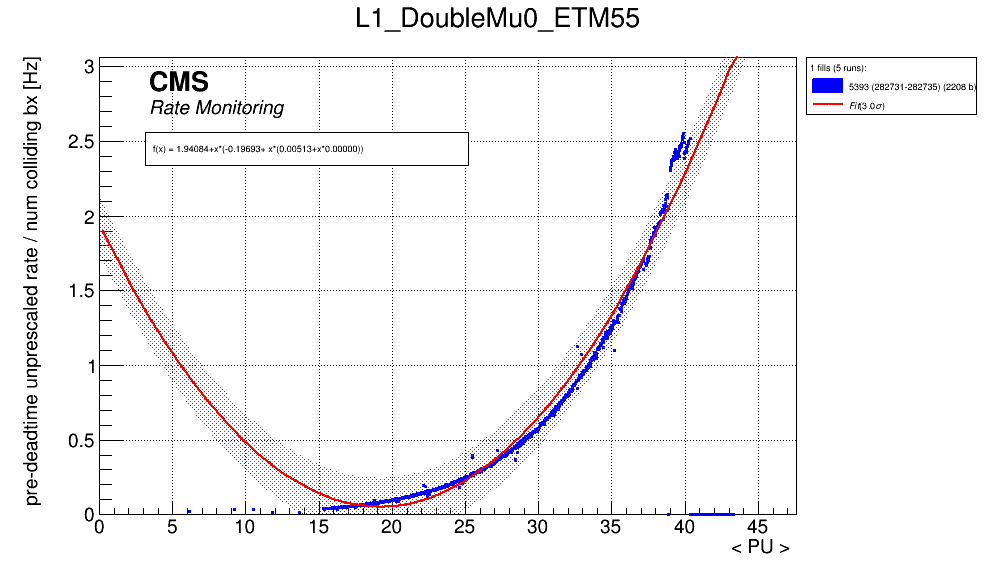 L1_DoubleMu0_ETM55
pre-deadtime unprescaled rate / num colliding bx [Hz]
3
2.5
2
1.5
1
0.5
0
CMS
Rate Monitoring
f(x) = 1.94084+x*(-0.19693+ x*(0.00513+x*0.00000))
1 fills (5 runs):
5393 (282731-282735) (2208 b)
Fit(3.0σ)
0 5 10 15 20 25 30 35 40 45
< PU >